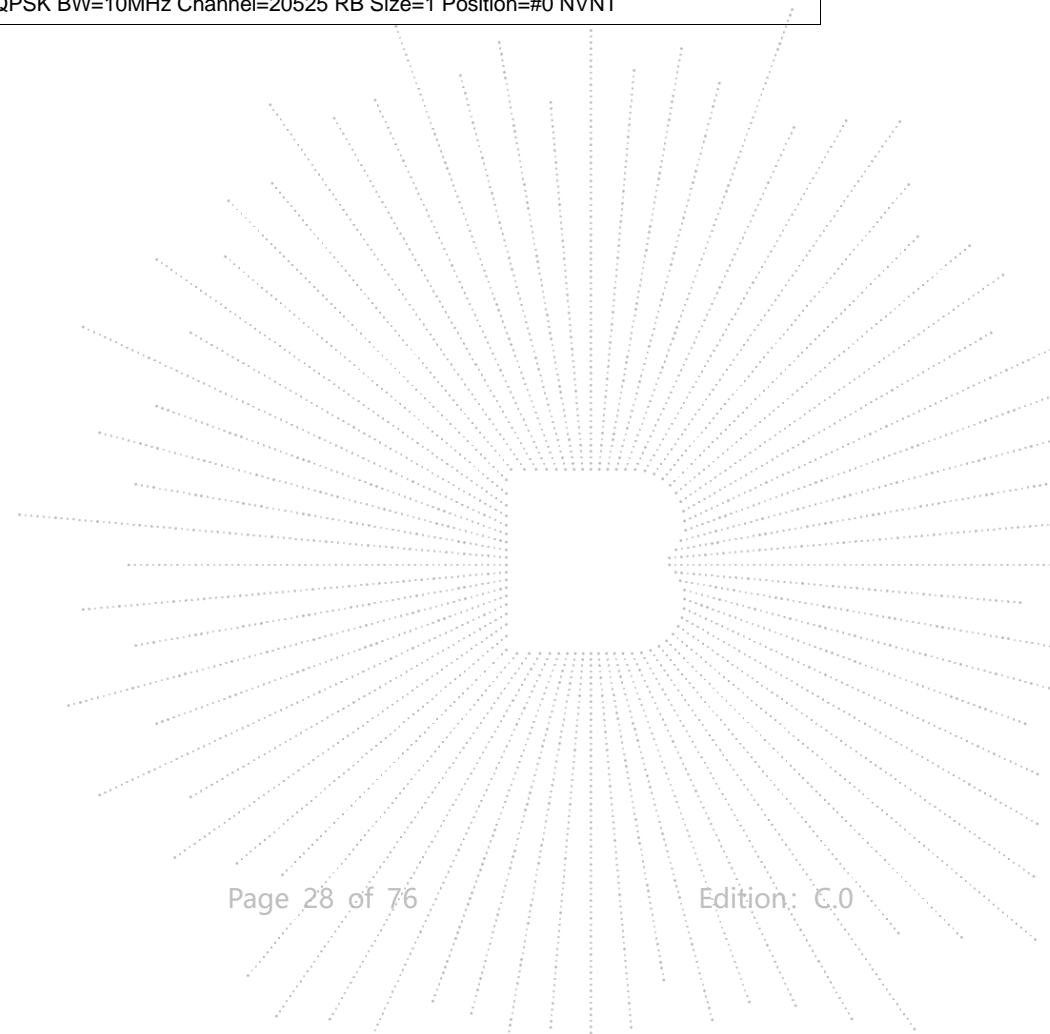 QPSK BW=10MHz Channel=20525 RB Size=1 Position=#0 NVNT
Page 28 of 76 Edition: C.0